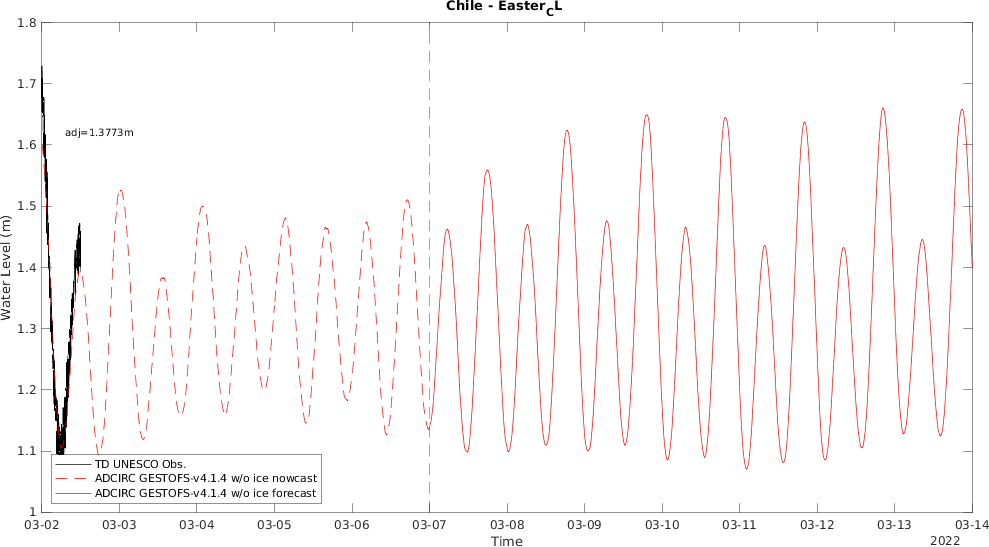 Chile - Easter_CL
1.8
1.7
1.6
1.5
1.4
1.3
1.2
1.1
1
Water Level (m)
adj=1.3773m
TD UNESCO Obs.
ADCIRC GESTOFS-v4.1.4 w/o ice nowcast
ADCIRC GESTOFS-v4.1.4 w/o ice forecast
03-02 03-03 03-04 03-05 03-06 03-07 03-08 03-09 03-10 03-11 03-12 03-13 03-14
Time
2022